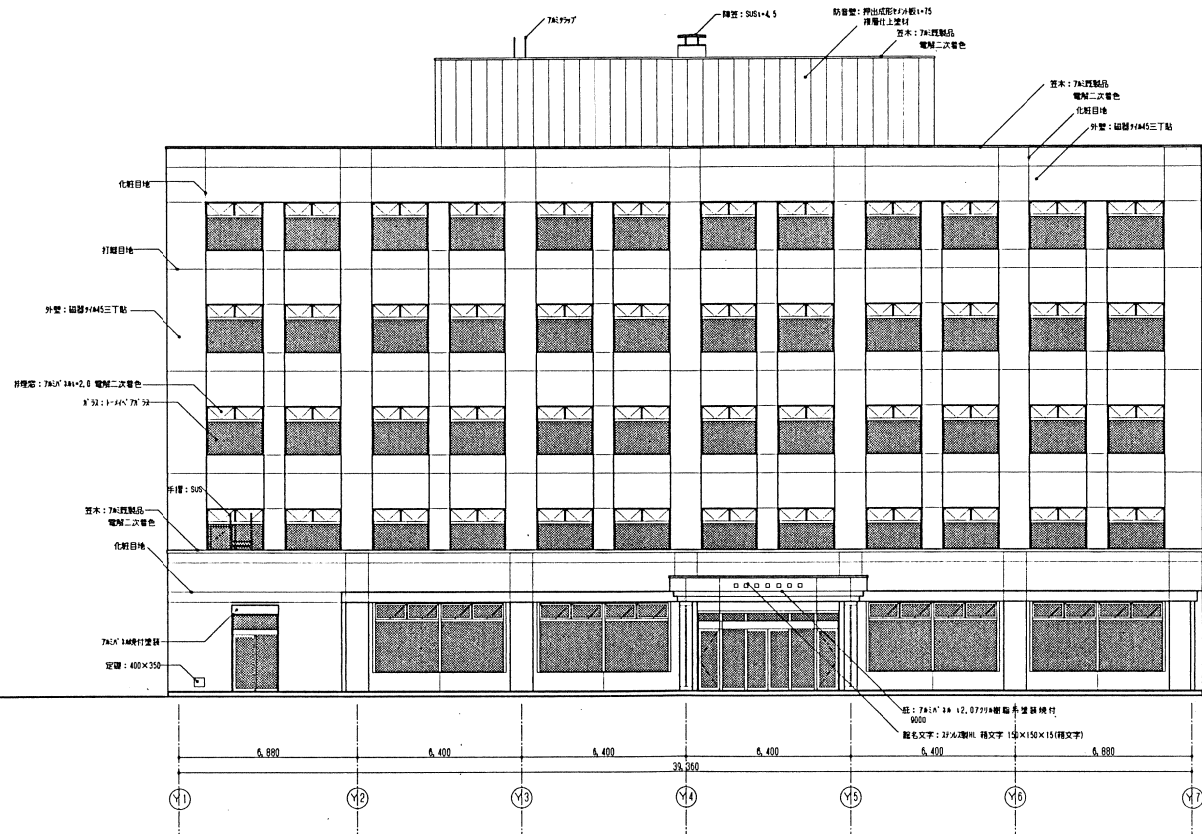 アルミタラップ
陣笠：SUSt=4.5
防音壁：押出成形セメント板t=75
複層仕上塗材
笠木：アルミ既製品
電解二次着色
笠木：アルミ既製品
電解二次着色
化粧目地
外壁：磁器タイル45三丁貼
化粧目地
打継目地
外壁：磁器タイル45三丁貼
排煙窓：アルミパネルt=2.0 電解二次着色
ガラス：トーメイペアガラス
手摺：SUS
笠木：アルミ既製品
電解二次着色
化粧目地
アルミパネル焼付塗装
定礎：400×350
庇：アルミパネル t2.0アクリル樹脂系塗装焼付
9000
館名文字：ステンレス製HL 箱文字 150×150×15(箱文字)
6,880
6,400
6,400
6,400
6,400
6,880
39,360
Y1
Y2
Y3
Y4
Y5
Y6
Y7